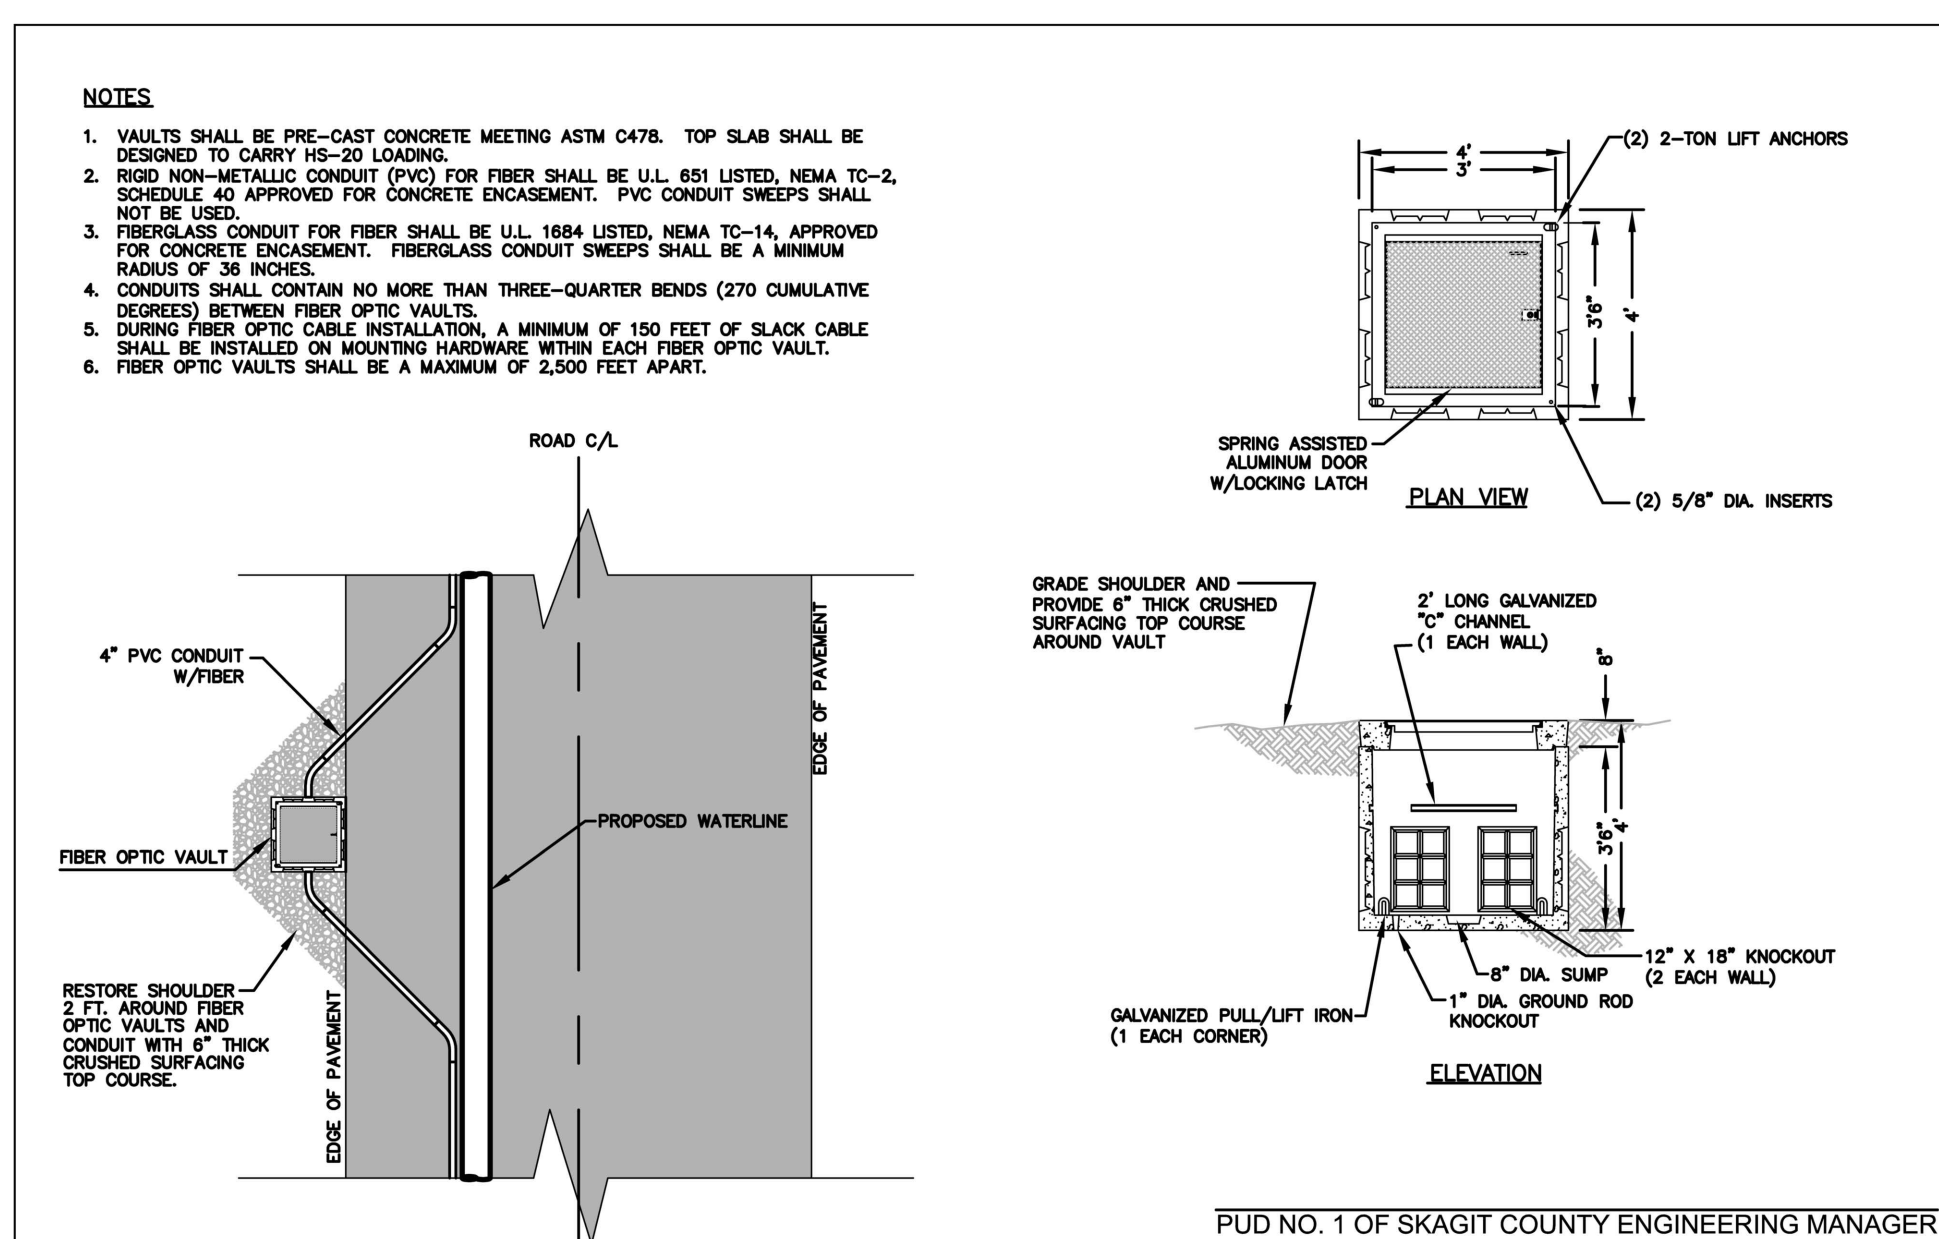 NOTES
1. VAULTS SHALL BE PRE-CAST CONCRETE MEETING ASTM C478. TOP SLAB SHALL BE
DESIGNED TO CARRY HS-20 LOADING.
2. RIGID NON-METALLIC CONDUIT (PVC) FOR FIBER SHALL BE U.L. 651 LISTED, NEMA TC-2,
SCHEDULE 40 APPROVED FOR CONCRETE ENCASEMENT. PVC CONDUIT SWEEPS SHALL
NOT BE USED.
3. FIBERGLASS CONDUIT FOR FIBER SHALL BE U.L. 1684 LISTED, NEMA TC-14, APPROVED
FOR CONCRETE ENCASEMENT. FIBERGLASS CONDUIT SWEEPS SHALL BE A MINIMUM
RADIUS OF 36 INCHES.
4. CONDUITS SHALL CONTAIN NO MORE THAN THREE-QUARTER BENDS (270 CUMULATIVE
DEGREES) BETWEEN FIBER OPTIC VAULTS.
5. DURING FIBER OPTIC CABLE INSTALLATION, A MINIMUM OF 150 FEET OF SLACK CABLE
SHALL BE INSTALLED ON MOUNTING HARDWARE WITHIN EACH FIBER OPTIC VAULT.
6. FIBER OPTIC VAULTS SHALL BE A MAXIMUM OF 2,500 FEET APART.
ROAD C/L
4" PVC CONDUIT
W/FIBER
EDGE OF PAVEMENT
PROPOSED WATERLINE
FIBER OPTIC VAULT
RESTORE SHOULDER
2 FT. AROUND FIBER
OPTIC VAULTS AND
CONDUIT WITH 6" THICK
CRUSHED SURFACING
TOP COURSE.
EDGE OF PAVEMENT
(2) 2-TON LIFT ANCHORS
4'
3'
3'6"
4'
SPRING ASSISTED
ALUMINUM DOOR
W/LOCKING LATCH
PLAN VIEW
(2) 5/8" DIA. INSERTS
GRADE SHOULDER AND
PROVIDE 6" THICK CRUSHED
SURFACING TOP COURSE
AROUND VAULT
2' LONG GALVANIZED
"C" CHANNEL
(1 EACH WALL)
8"
3'6"
4'
12" X 18" KNOCKOUT
(2 EACH WALL)
8" DIA. SUMP
1" DIA. GROUND ROD
KNOCKOUT
GALVANIZED PULL/LIFT IRON
(1 EACH CORNER)
ELEVATION
PUD NO. 1 OF SKAGIT COUNTY ENGINEERING MANAGER